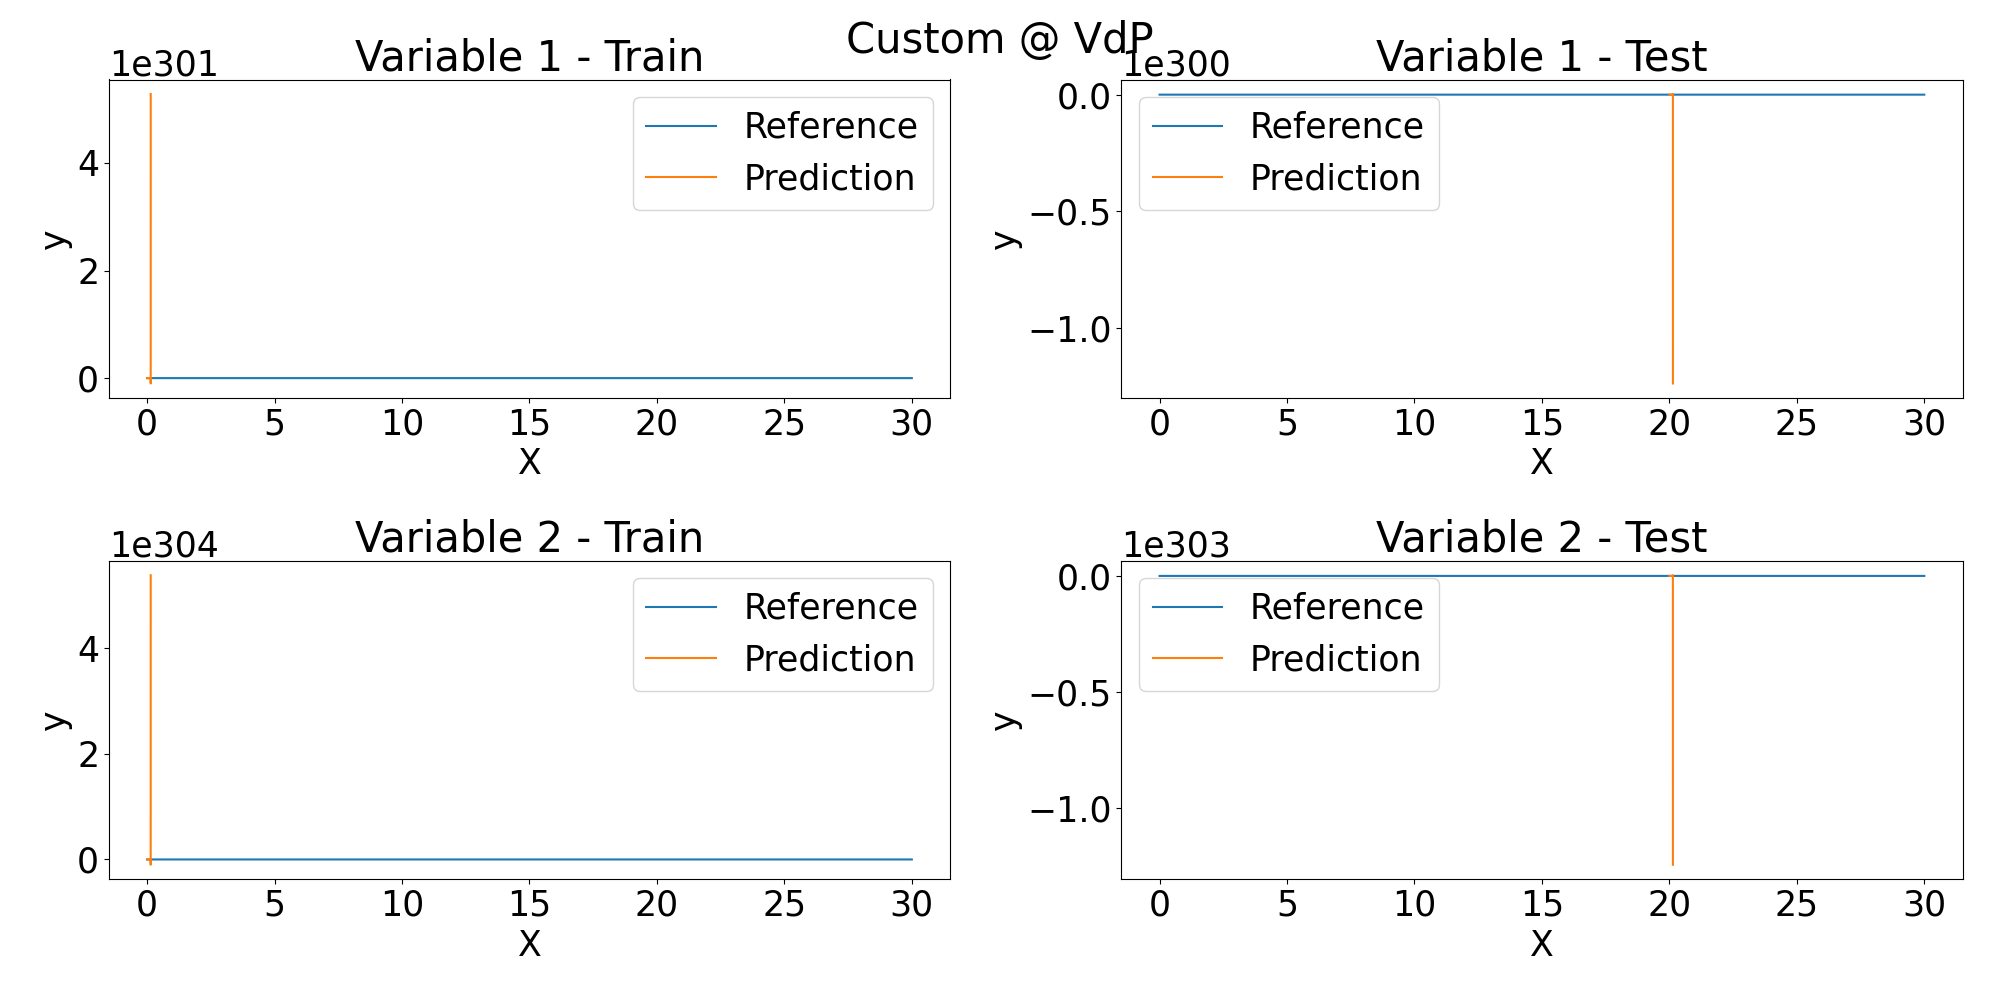 Custom @ VdP
Variable 1 - Train
1e301
4
2
0
y
0 5 10 15 20 25 30
X
Reference
Prediction
Variable 1 - Test
1e300
0.0
−0.5
−1.0
y
0 5 10 15 20 25 30
X
Reference
Prediction
Variable 2 - Train
1e304
4
2
0
y
0 5 10 15 20 25 30
X
Reference
Prediction
Variable 2 - Test
1e303
0.0
−0.5
−1.0
y
0 5 10 15 20 25 30
X
Reference
Prediction